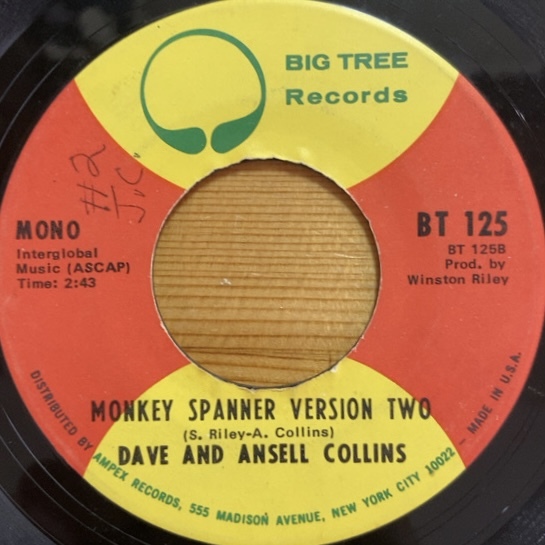 BIG TREE
Records
#2
JvC
MONO
Interglobal
Music (ASCAP)
Time: 2:43
BT 125
BT 125B
Prod. by
Winston Riley
MONKEY SPANNER VERSION TWO
(S. Riley-A. Collins)
DAVE AND ANSELL COLLINS
DISTRIBUTED BY AMPEX RECORDS, 555 MADISON AVENUE, NEW YORK CITY 10022 - MADE IN U.S.A.